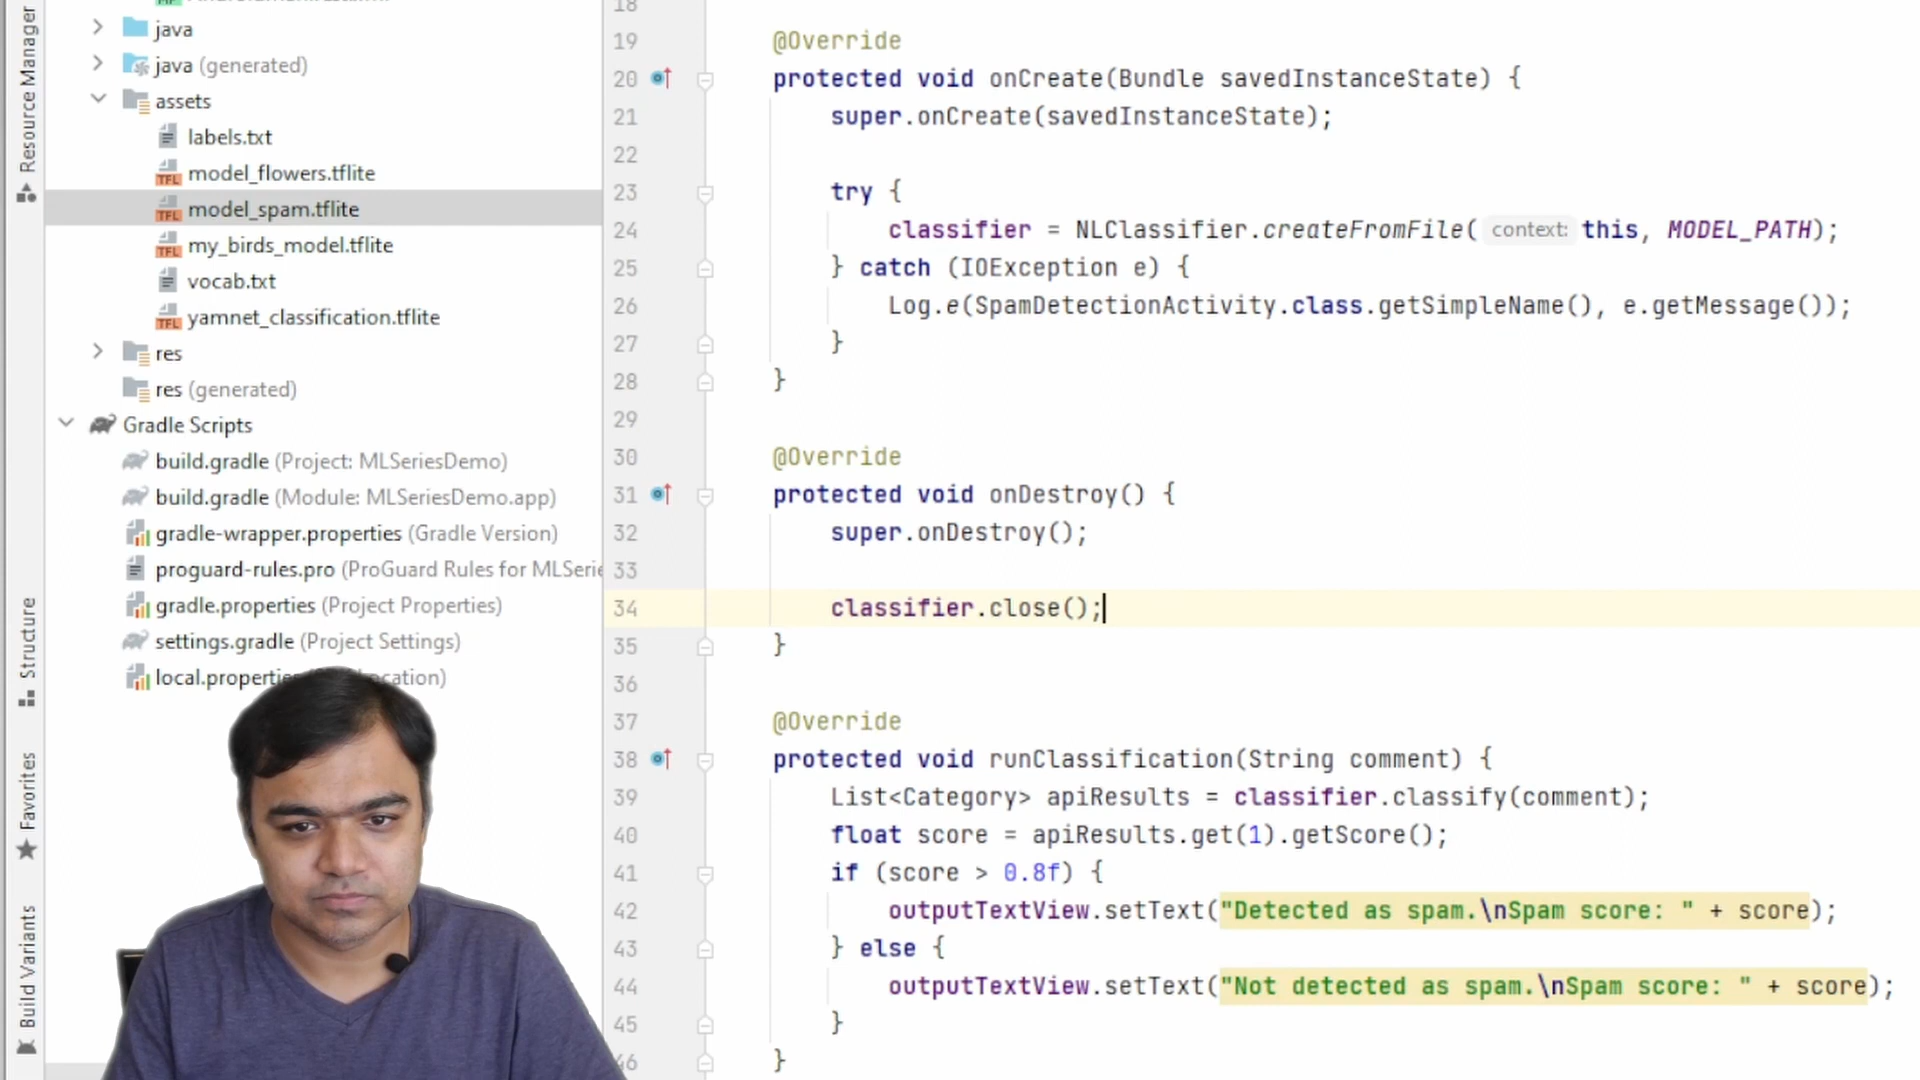 Resource Manager
Structure
Favorites
Build Variants
java
java (generated)
assets
labels.txt
model_flowers.tflite
model_spam.tflite
my_birds_model.tflite
vocab.txt
yamnet_classification.tflite
res
res (generated)
Gradle Scripts
build.gradle (Project: MLSeriesDemo)
build.gradle (Module: MLSeriesDemo.app)
gradle-wrapper.properties (Gradle Version)
proguard-rules.pro (ProGuard Rules for MLSerie
gradle.properties (Project Properties)
settings.gradle (Project Settings)
18
19 @Override
20 protected void onCreate(Bundle savedInstanceState) {
21 super.onCreate(savedInstanceState);
22
23 try {
24 classifier = NLClassifier.createFromFile( context: this, MODEL_PATH);
25 } catch (IOException e) {
26 Log.e(SpamDetectionActivity.class.getSimpleName(), e.getMessage());
27 }
28 }
29
30 @Override
31 protected void onDestroy() {
32 super.onDestroy();
33
34 classifier.close();
35 }
36
37 @Override
38 protected void runClassification(String comment) {
39 List<Category> apiResults = classifier.classify(comment);
40 float score = apiResults.get(1).getScore();
41 if (score > 0.8f) {
42 outputTextView.setText("Detected as spam.\nSpam score: " + score);
43 } else {
44 outputTextView.setText("Not detected as spam.\nSpam score: " + score);
45 }
46 }